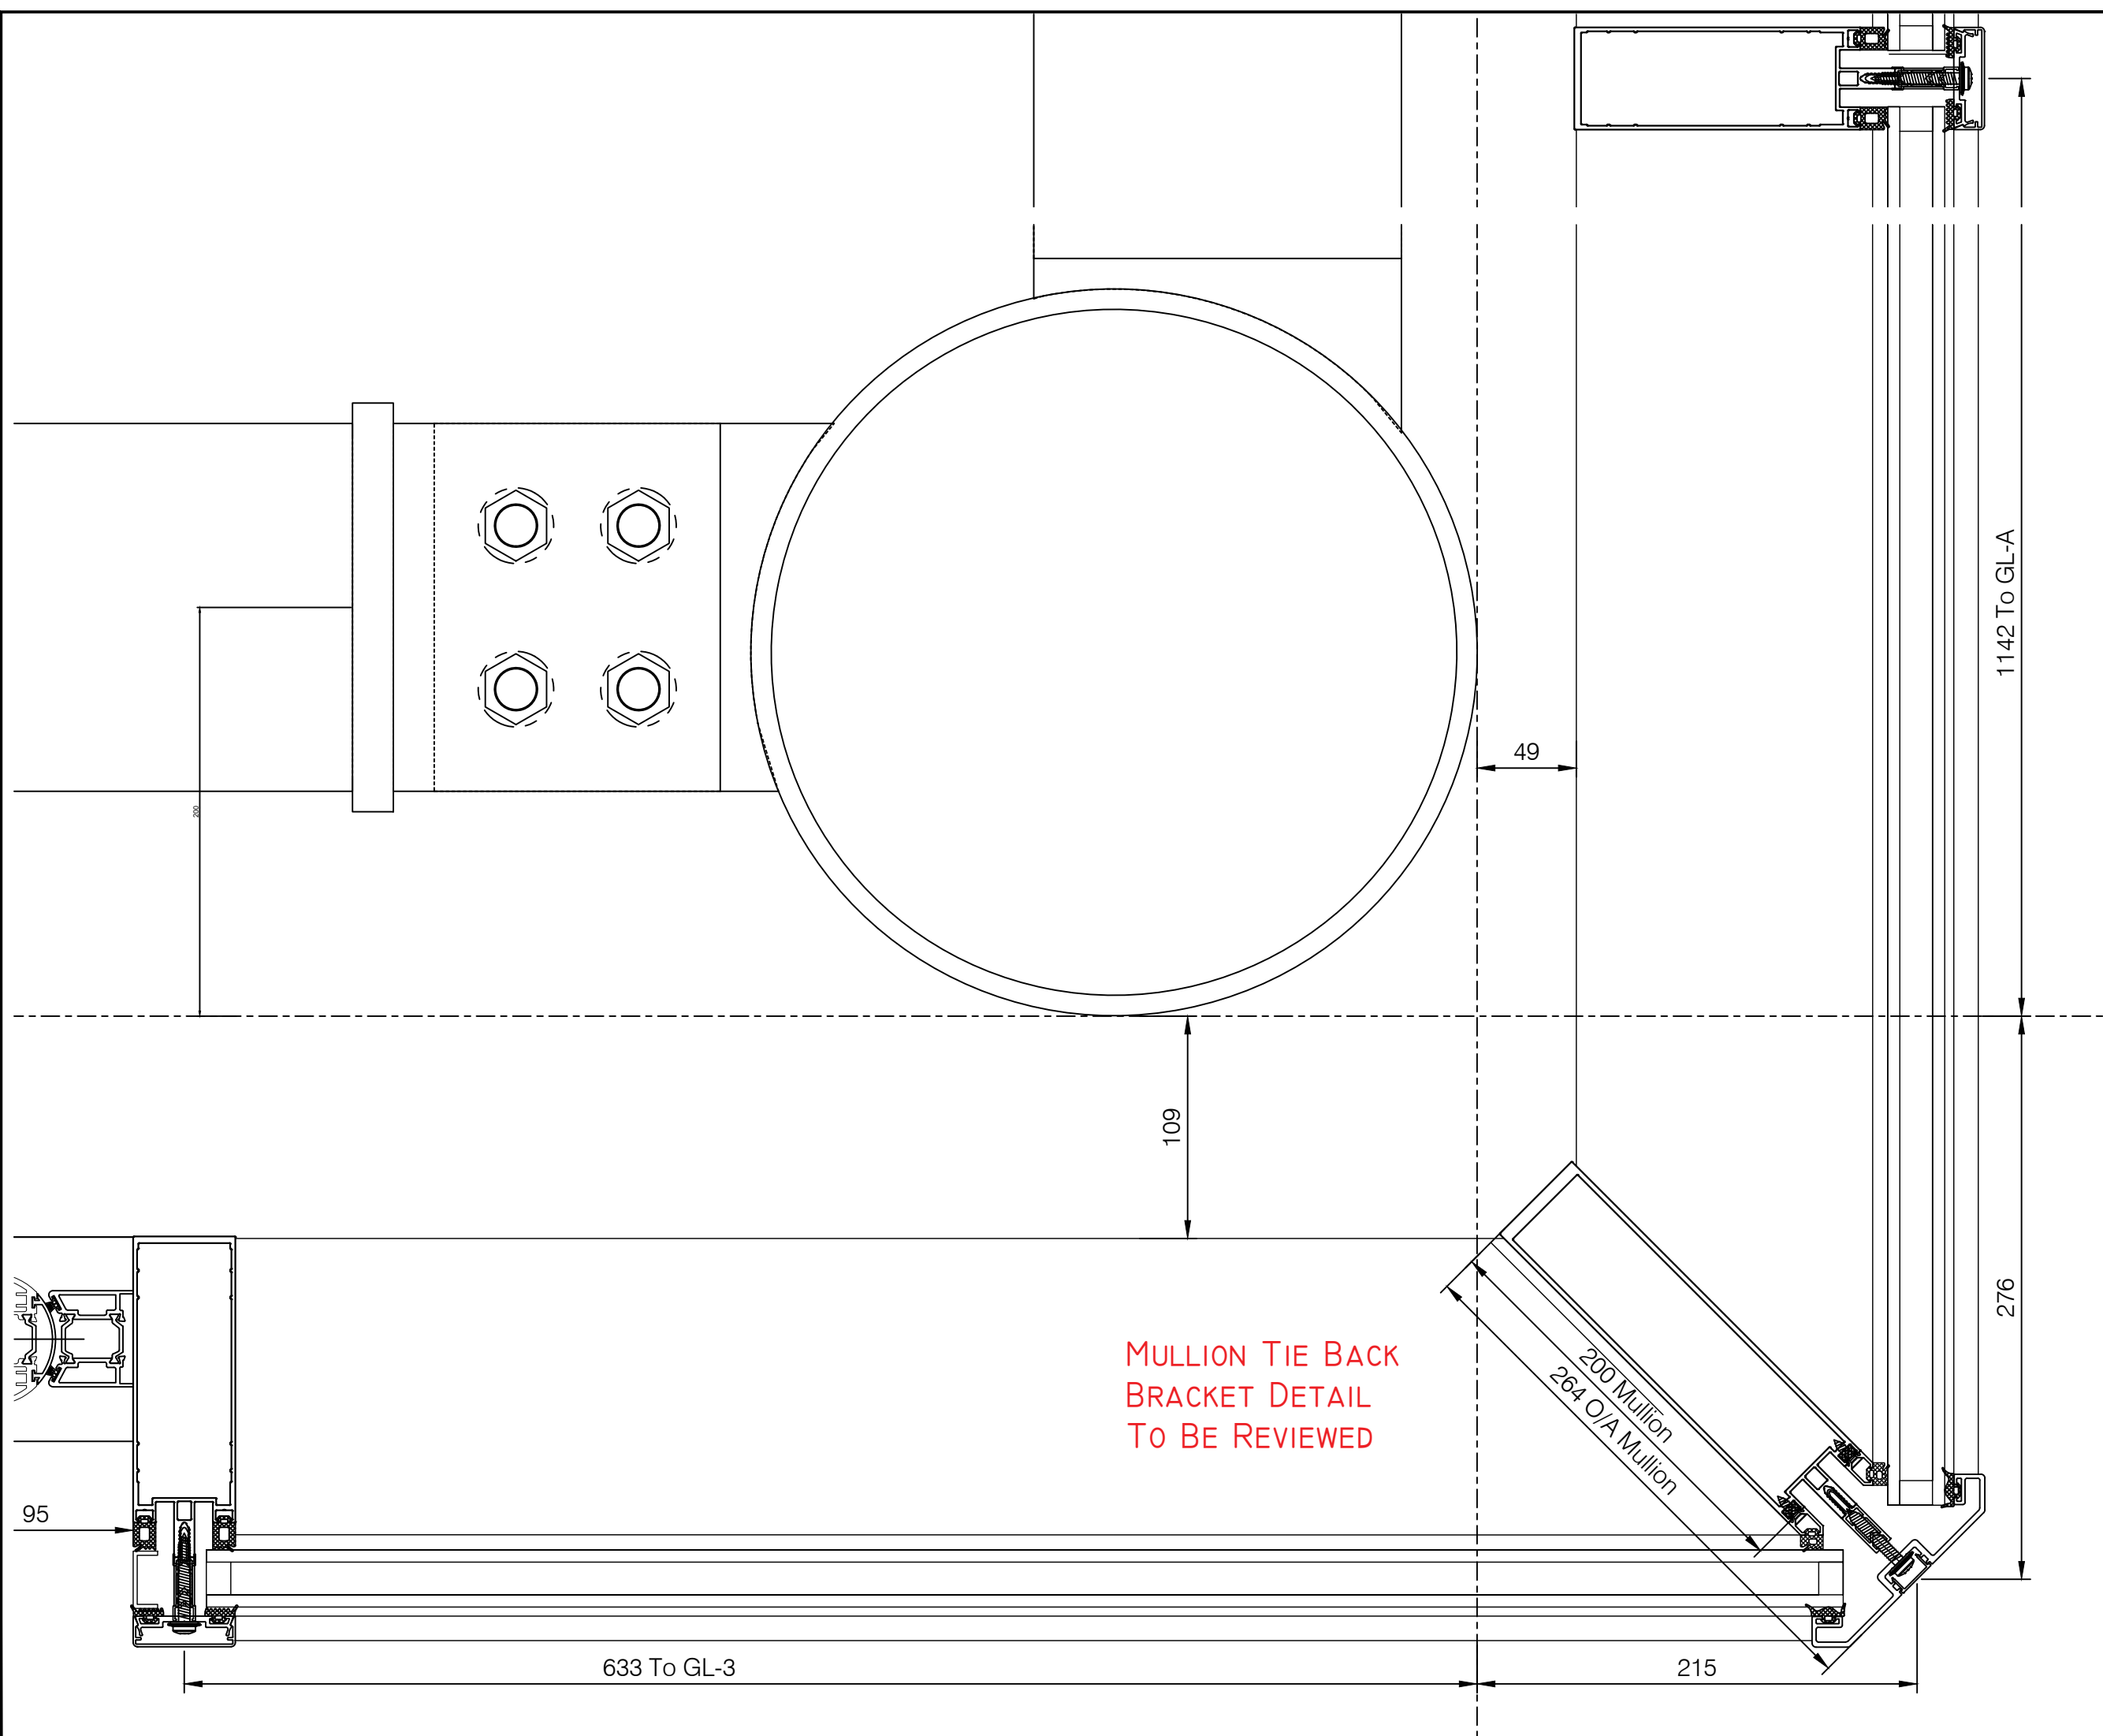 1142 To GL-A
49
200
109
276
MULLION TIE BACK
BRACKET DETAIL
TO BE REVIEWED
200 Mullion
264 O/A Mullion
95
633 To GL-3
215